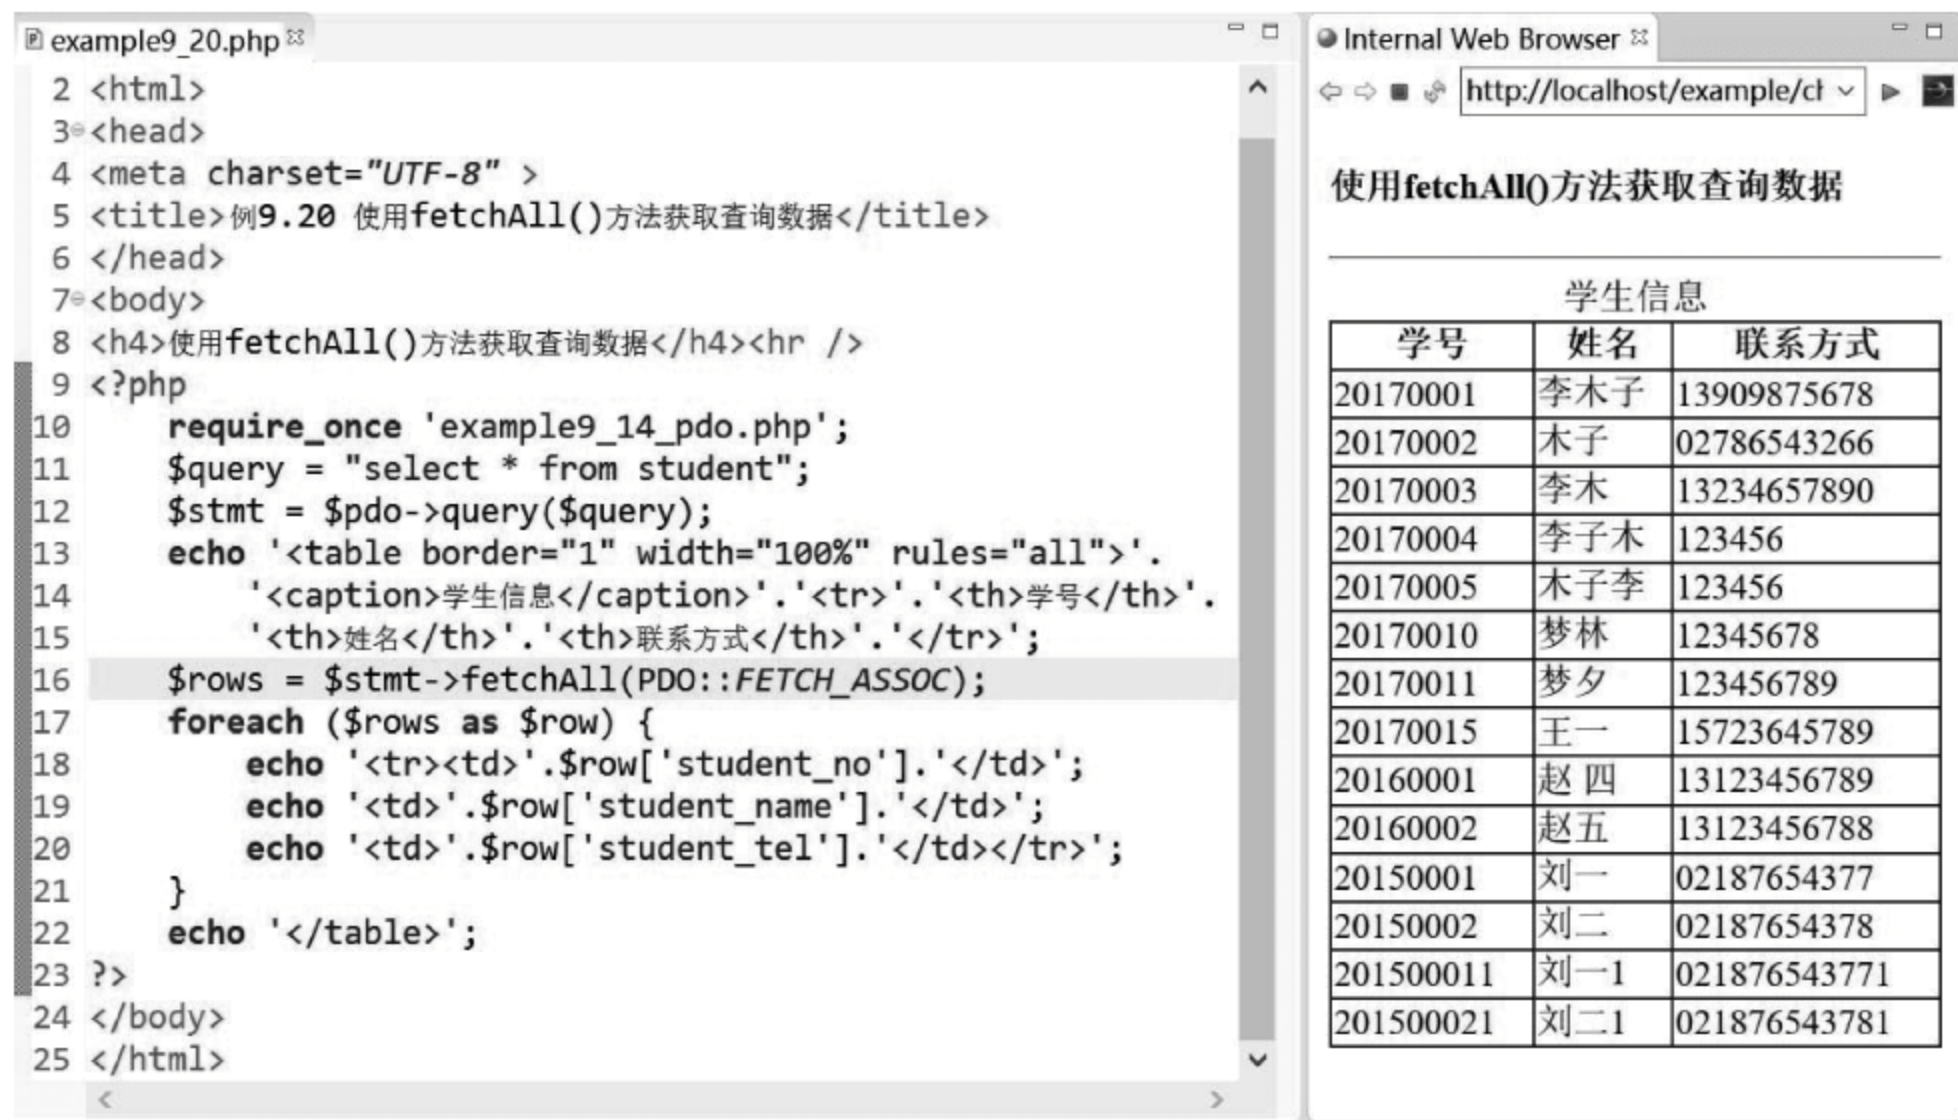 example9_20.php
2 <html>
3 <head>
4 <meta charset="UTF-8" >
5 <title>例9.20 使用fetchAll()方法获取查询数据</title>
6 </head>
7 <body>
8 <h4>使用fetchAll()方法获取查询数据</h4><hr />
9 <?php
10 require_once 'example9_14_pdo.php';
11 $query = "select * from student";
12 $stmt = $pdo->query($query);
13 echo '<table border="1" width="100%" rules="all">'.
14 '<caption>学生信息</caption>'.'<tr>'.'<th>学号</th>'.
15 '<th>姓名</th>'.'<th>联系方式</th>'.'</tr>';
16 $rows = $stmt->fetchAll(PDO::FETCH_ASSOC);
17 foreach ($rows as $row) {
18 echo '<tr><td>'.$row['student_no'].'</td>';
19 echo '<td>'.$row['student_name'].'</td>';
20 echo '<td>'.$row['student_tel'].'</td></tr>';
21 }
22 echo '</table>';
23 ?>
24 </body>
25 </html>
Internal Web Browser
http://localhost/example/ch
使用fetchAll()方法获取查询数据
学生信息
学号 姓名 联系方式
20170001 李木子 13909875678
20170002 木子 02786543266
20170003 李木 13234657890
20170004 李子木 123456
20170005 木子李 123456
20170010 梦林 12345678
20170011 梦夕 123456789
20170015 王一 15723645789
20160001 赵 四 13123456789
20160002 赵五 13123456788
20150001 刘一 02187654377
20150002 刘二 02187654378
201500011 刘一1 021876543771
201500021 刘二1 021876543781